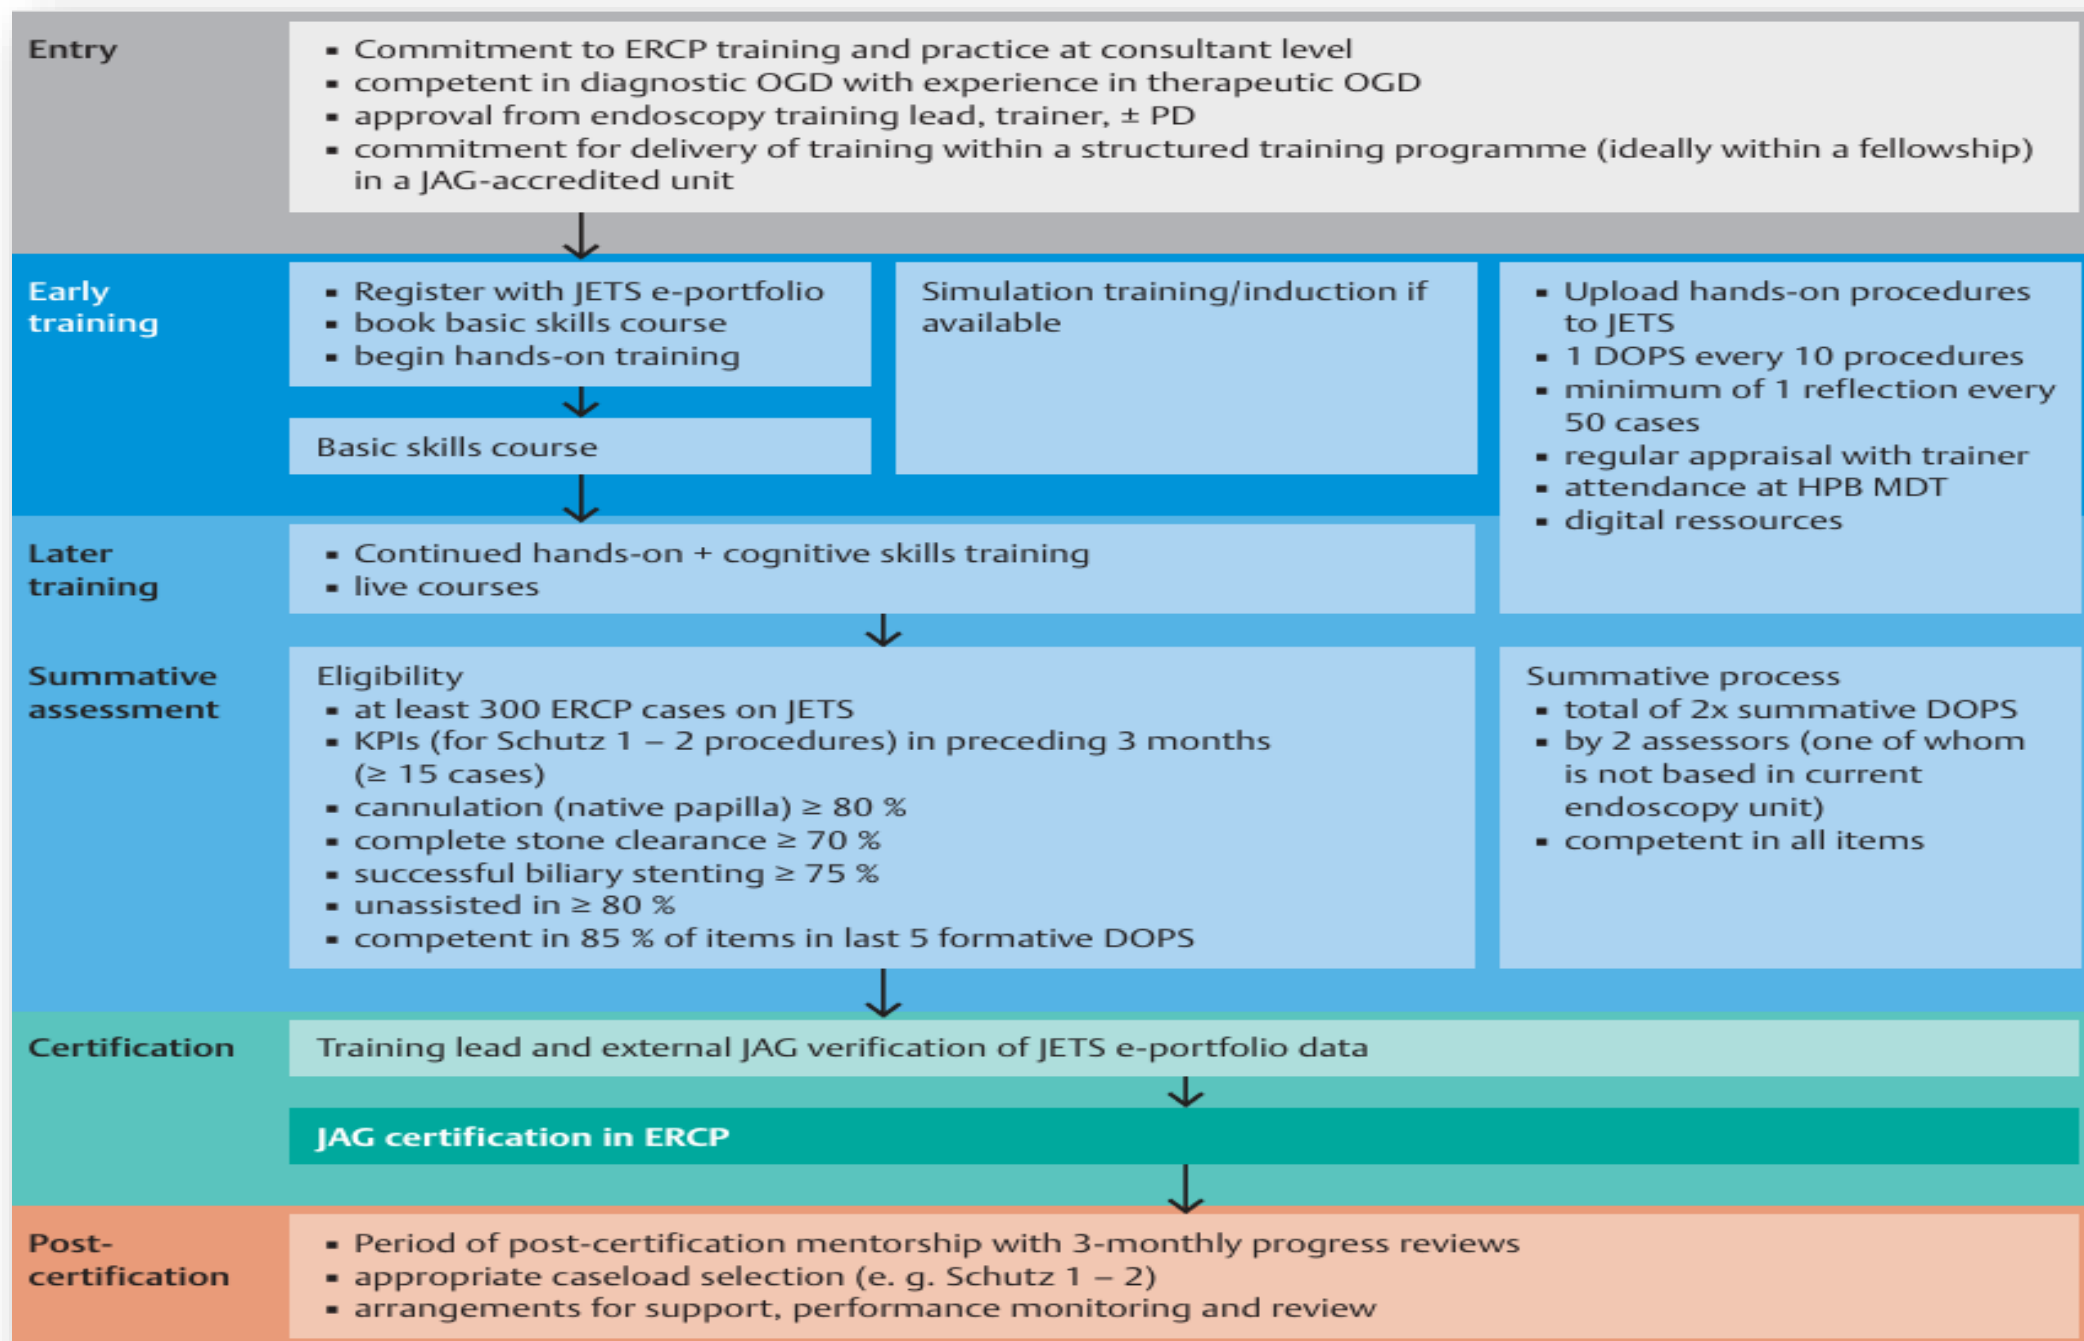 Entry
▪ Commitment to ERCP training and practice at consultant level
▪ competent in diagnostic OGD with experience in therapeutic OGD
▪ approval from endoscopy training lead, trainer, ± PD
▪ commitment for delivery of training within a structured training programme (ideally within a fellowship)
in a JAG-accredited unit
Early
training
▪ Register with JETS e-portfolio
▪ book basic skills course
▪ begin hands-on training
Basic skills course
Simulation training/induction if
available
▪ Upload hands-on procedures
to JETS
▪ 1 DOPS every 10 procedures
▪ minimum of 1 reflection every
50 cases
▪ regular appraisal with trainer
▪ attendance at HPB MDT
▪ digital ressources
Later
training
▪ Continued hands-on + cognitive skills training
▪ live courses
Summative
assessment
Eligibility
▪ at least 300 ERCP cases on JETS
▪ KPIs (for Schutz 1 – 2 procedures) in preceding 3 months
(≥ 15 cases)
▪ cannulation (native papilla) ≥ 80 %
▪ complete stone clearance ≥ 70 %
▪ successful biliary stenting ≥ 75 %
▪ unassisted in ≥ 80 %
▪ competent in 85 % of items in last 5 formative DOPS
Summative process
▪ total of 2x summative DOPS
▪ by 2 assessors (one of whom
is not based in current
endoscopy unit)
▪ competent in all items
Certification
Training lead and external JAG verification of JETS e-portfolio data
JAG certification in ERCP
Post-
certification
▪ Period of post-certification mentorship with 3-monthly progress reviews
▪ appropriate caseload selection (e. g. Schutz 1 – 2)
▪ arrangements for support, performance monitoring and review